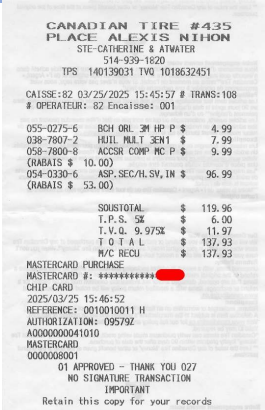 CANADIAN TIRE #435
PLACE ALEXIS NIHON
STE-CATHERINE & ATWATER
514-939-1820
TPS 140139031 TVQ 1018632451
CAISSE:82 03/25/2025 15:45:57 # TRANS:108
# OPERATEUR: 82 Encaisse: 001
055-0275-6 BCH ORL 3M HP P $ 4.99
038-7807-2 HUIL MULT 3EN1 $ 7.99
058-7800-8 ACCSR COMP MC P $ 9.99
(RABAIS $ 10.00)
054-0330-6 ASP.SEC/H.SV,IN $ 96.99
(RABAIS $ 53.00)
SOUSTOTAL $ 119.96
T.P.S. 5% $ 6.00
T.V.Q. 9.975% $ 11.97
T O T A L $ 137.93
M/C RECU $ 137.93
MASTERCARD PURCHASE
MASTERCARD #: ************
CHIP CARD
2025/03/25 15:46:52
REFERENCE: 0010010011 H
AUTHORIZATION: 09579Z
A0000000041010
MASTERCARD
0000008001
01 APPROVED - THANK YOU 027
NO SIGNATURE TRANSACTION
IMPORTANT
Retain this copy for your records